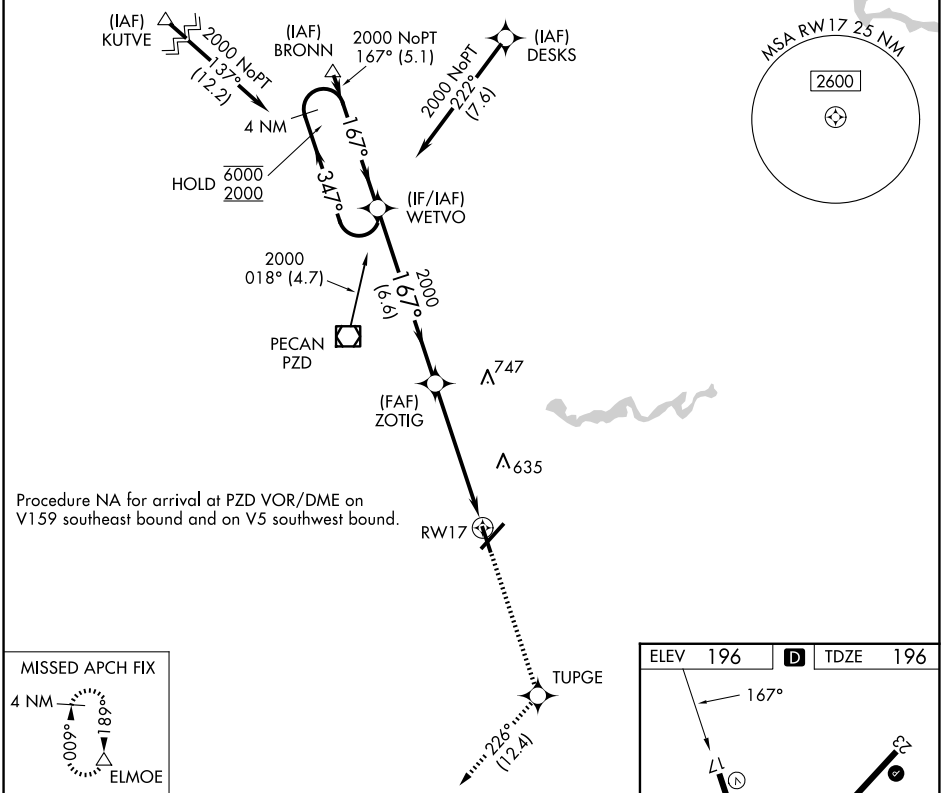 (IAF)
KUTVE
2000 NoPT
137°
(12.2)
(IAF)
BRONN
2000 NoPT
167° (5.1)
(IAF)
DESKS
2000 NoPT
222°
(7.6)
MSA RW17 25 NM
2600
4 NM
167°
347°
HOLD
6000
2000
(IF/IAF)
WETVO
2000
018° (4.7)
2000
167°
(6.6)
PECAN
PZD
(FAF)
ZOTIG
747
635
Procedure NA for arrival at PZD VOR/DME on
V159 southeast bound and on V5 southwest bound.
RW17
TUPGE
226°
(12.4)
MISSED APCH FIX
4 NM
009°
189°
ELMOE
ELEV 196 D TDZE 196
167°
17
V
23
P